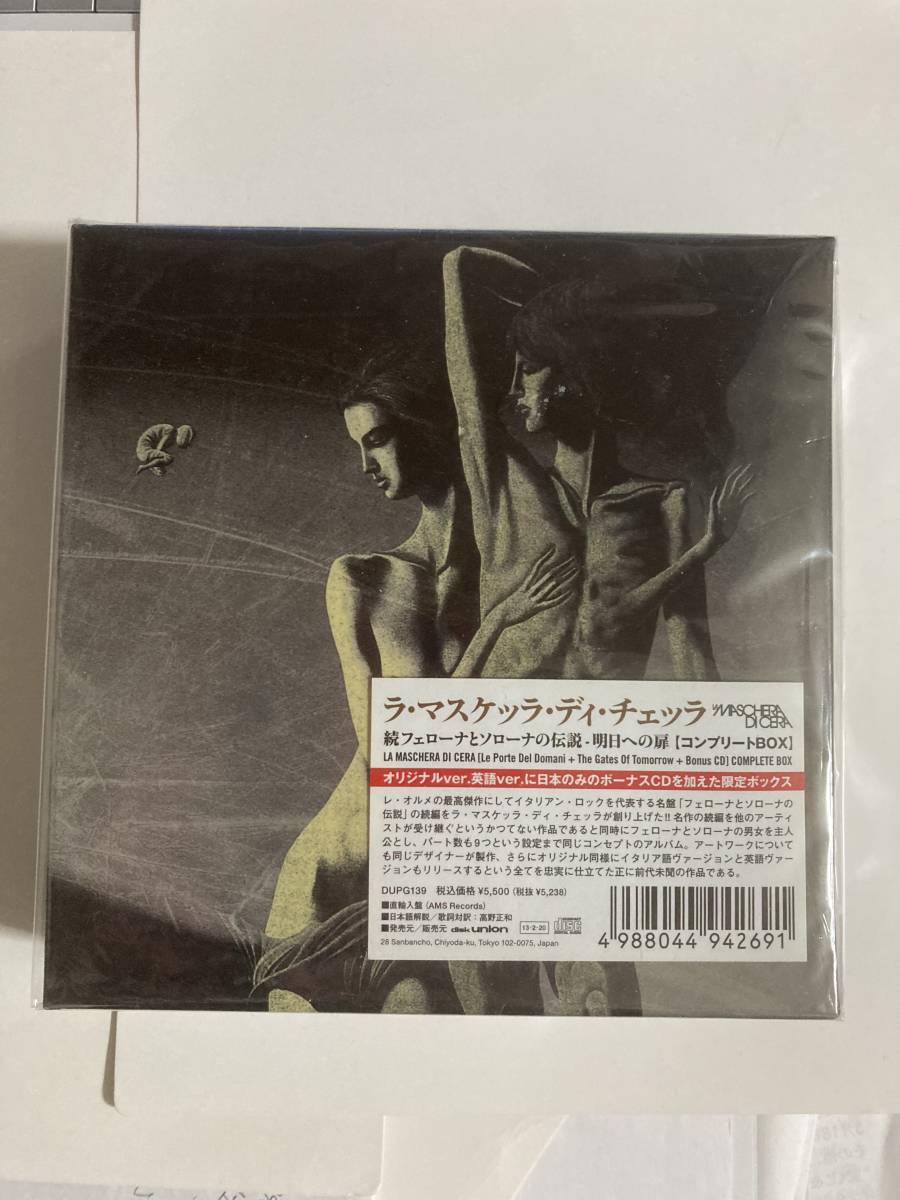 ラ・マスケッラ・ディ・チェッラ LA MASCHERA DI CERA
続フェローナとソローナの伝説 - 明日への扉【コンプリートBOX】
LA MASCHERA DI CERA [Le Porte Del Domani + The Gates Of Tomorrow + Bonus CD] COMPLETE BOX
オリジナルver.英語ver.に日本のみのボーナスCDを加えた限定ボックス
レ・オルメの最高傑作にしてイタリアン・ロックを代表する名盤「フェローナとソローナの
伝説」の続編をラ・マスケッラ・ディ・チェッラが創り上げた!! 名作の続編を他のアーティ
ストが受け継ぐというかつてない作品であると同時にフェローナとソローナの男女を主人
公とし、パート数も9つという設定まで同じコンセプトのアルバム。アートワークについて
も同じデザイナーが製作、さらにオリジナル同様にイタリア語ヴァージョンと英語ヴァー
ジョンもリリースするという全てを忠実に仕立てた正に前代未聞の作品である。
DUPG139 税込価格 ¥5,500 (税抜 ¥5,238)
■直輸入盤 (AMS Records)
■日本語解説/歌詞対訳:高野正和
■発売元/販売元 disk union 13・2・20 COMPACT disc DIGITAL AUDIO
28 Sanbancho, Chiyoda-ku, Tokyo 102-0075, Japan
4 988044 942691